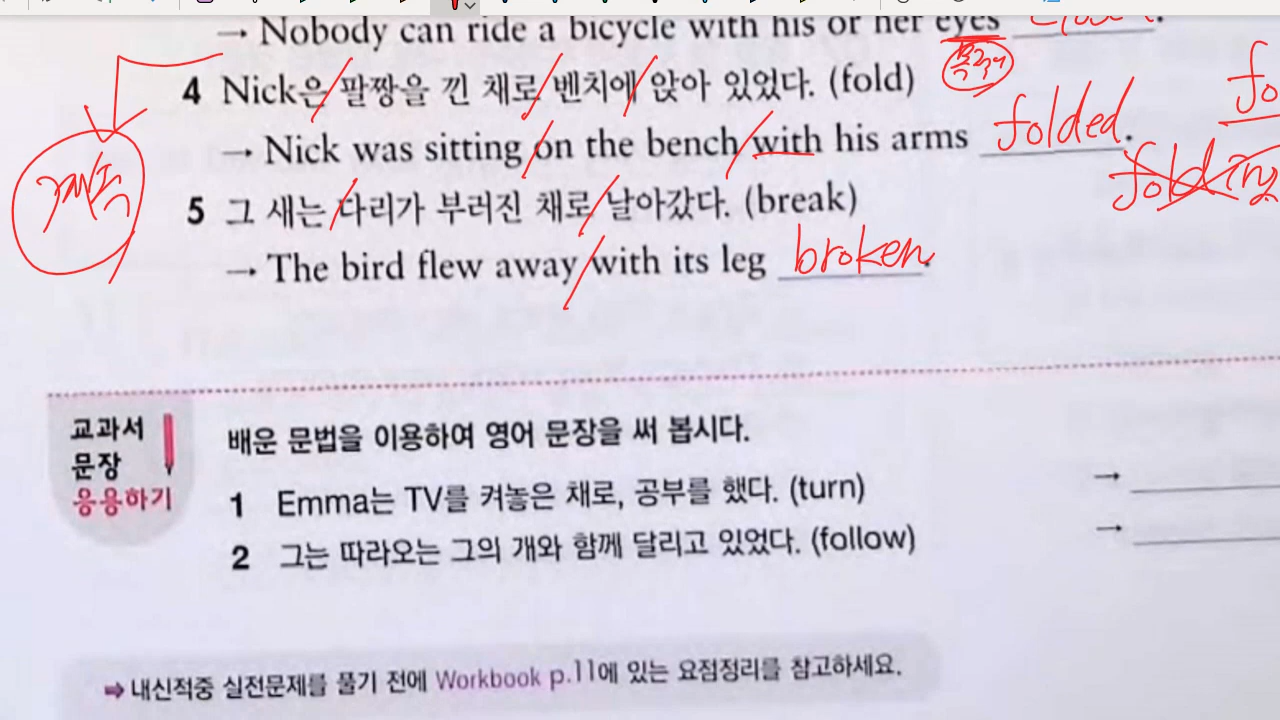 → Nobody can ride a bicycle with his or her eyes
4 Nick은 팔짱을 낀 채로 벤치에 앉아 있었다. (fold)
목적어
→ Nick was sitting on the bench with his arms folded.
fo
folding
5 그 새는 다리가 부러진 채로 날아갔다. (break)
→ The bird flew away with its leg broken.
교과서
문장
응용하기
배운 문법을 이용하여 영어 문장을 써 봅시다.
1 Emma는 TV를 켜놓은 채로, 공부를 했다. (turn) →
2 그는 따라오는 그의 개와 함께 달리고 있었다. (follow) →
➡ 내신적중 실전문제를 풀기 전에 Workbook p.11에 있는 요점정리를 참고하세요.